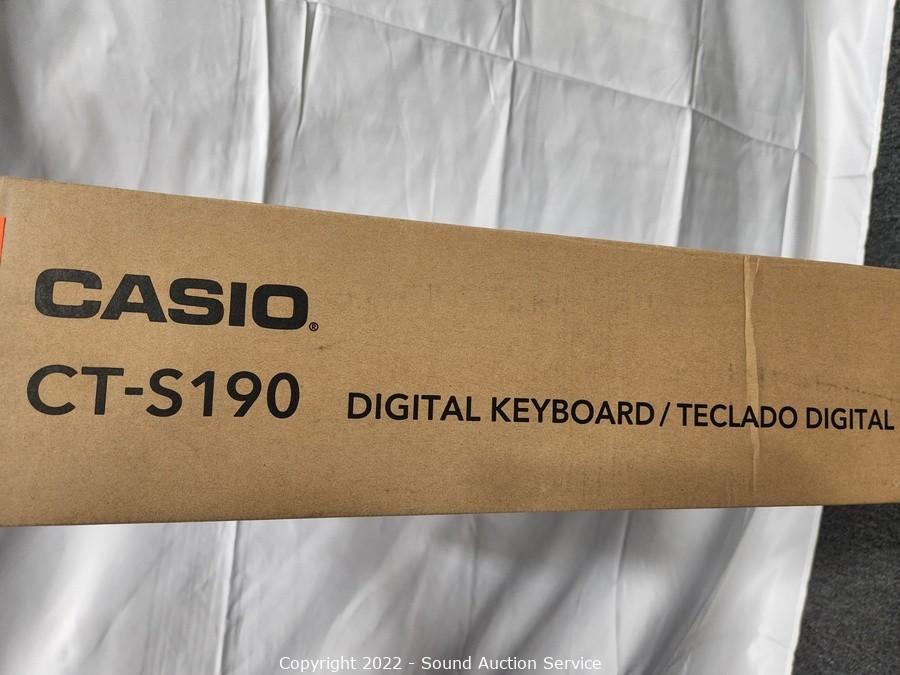 CASIO®
CT-S190 DIGITAL KEYBOARD / TECLADO DIGITAL
Copyright 2022 - Sound Auction Service